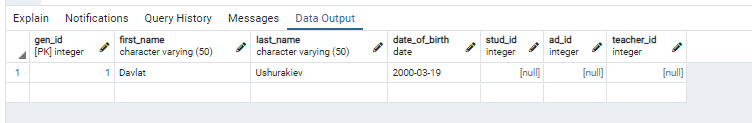 Explain Notifications Query History Messages Data Output
gen_id first_name last_name date_of_birth stud_id ad_id teacher_id
[PK] integer character varying (50) character varying (50) date integer integer integer
1 1 Davlat Ushurakiev 2000-03-19 [null] [null] [null]